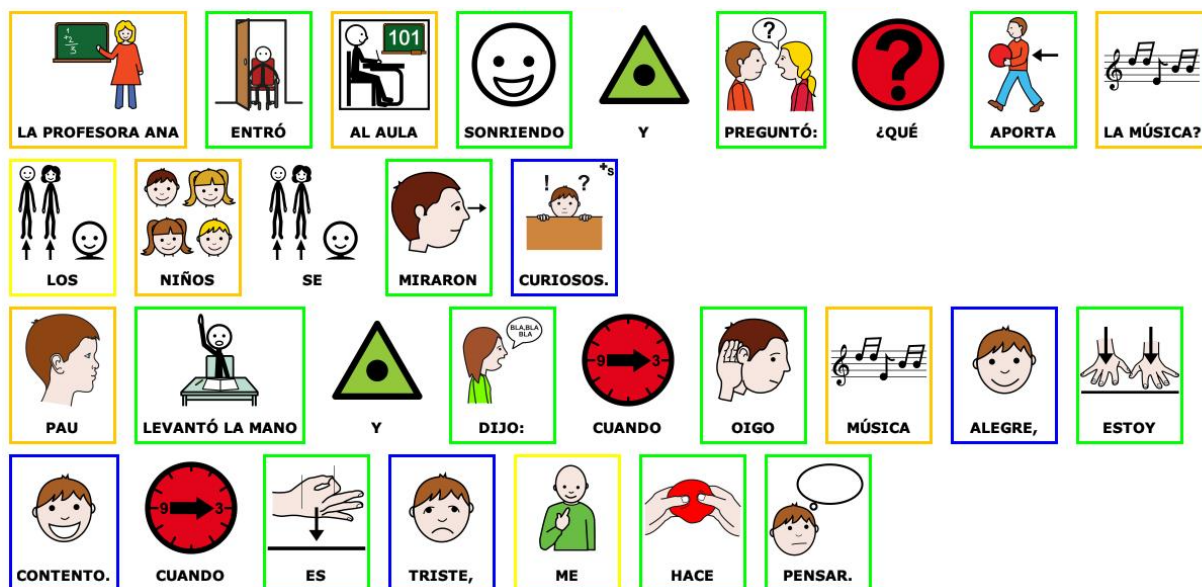 LA PROFESORA ANA ENTRÓ AL AULA SONRIENDO Y PREGUNTÓ: ¿QUÉ APORTA LA MÚSICA?
LOS NIÑOS SE MIRARON CURIOSOS.
PAU LEVANTÓ LA MANO Y DIJO: CUANDO OIGO MÚSICA ALEGRE, ESTOY
CONTENTO. CUANDO ES TRISTE, ME HACE PENSAR.